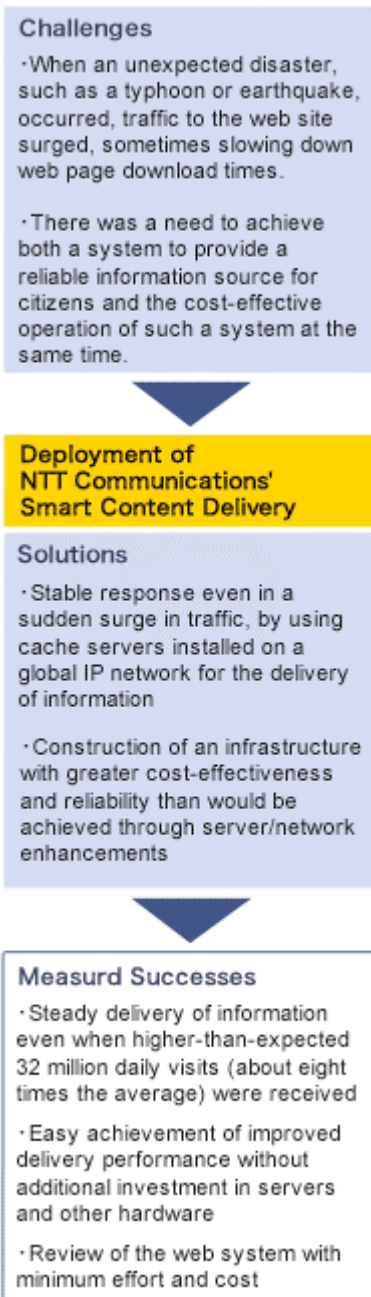 Challenges
・When an unexpected disaster,
such as a typhoon or earthquake,
occurred, traffic to the web site
surged, sometimes slowing down
web page download times.
・There was a need to achieve
both a system to provide a
reliable information source for
citizens and the cost-effective
operation of such a system at the
same time.
Deployment of
NTT Communications'
Smart Content Delivery
Solutions
・Stable response even in a
sudden surge in traffic, by using
cache servers installed on a
global IP network for the delivery
of information
・Construction of an infrastructure
with greater cost-effectiveness
and reliability than would be
achieved through server/network
enhancements
Measurd Successes
・Steady delivery of information
even when higher-than-expected
32 million daily visits (about eight
times the average) were received
・Easy achievement of improved
delivery performance without
additional investment in servers
and other hardware
・Review of the web system with
minimum effort and cost